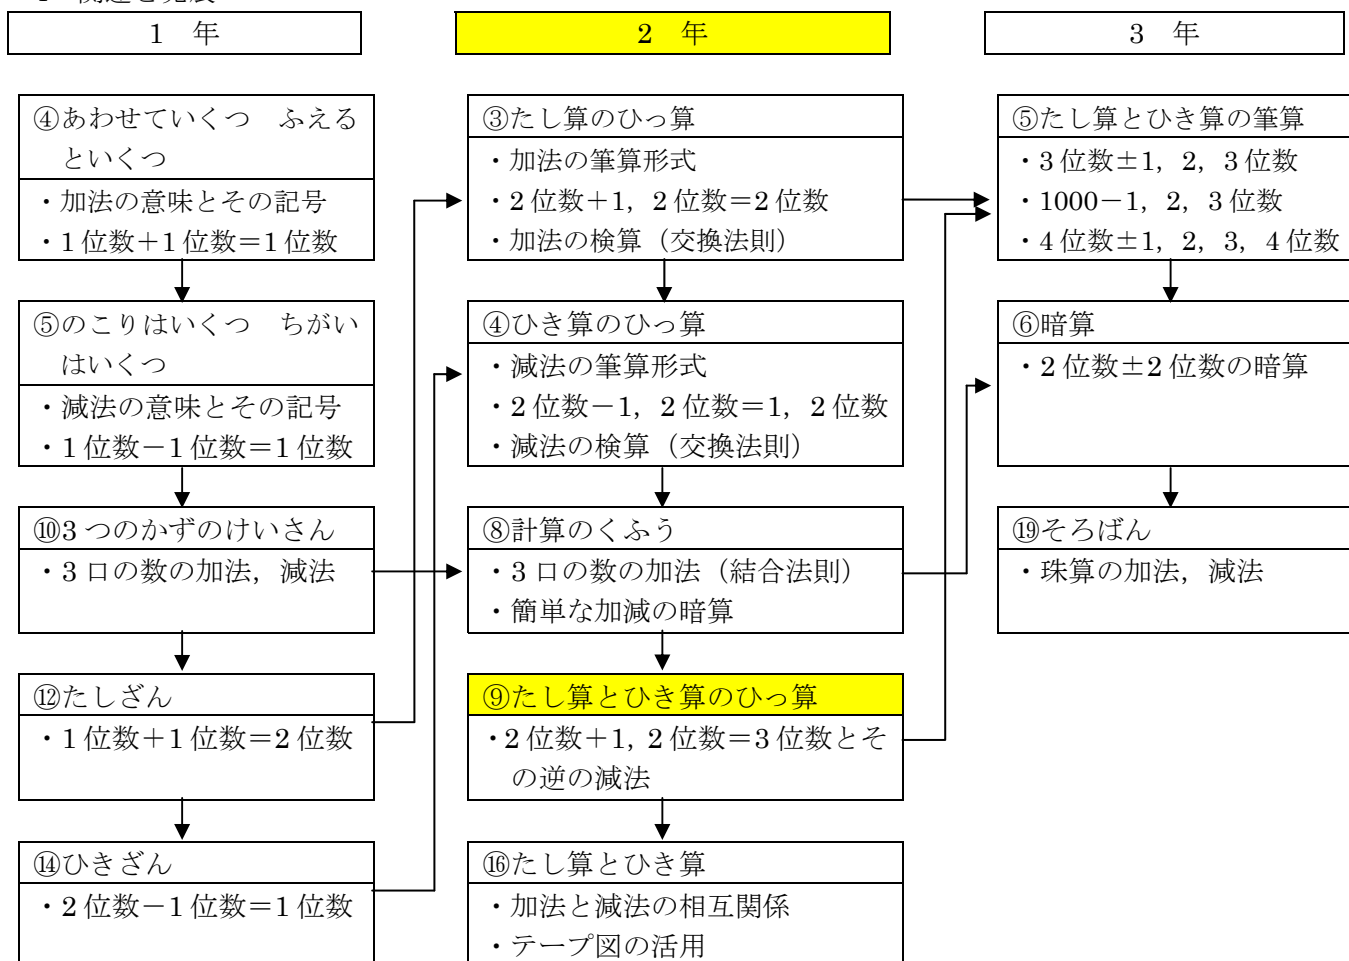 1 年
④あわせていくつ　ふえる
といくつ
・加法の意味とその記号
・1位数＋1位数＝1位数
⑤のこりはいくつ　ちがい
はいくつ
・減法の意味とその記号
・1位数－1位数＝1位数
⑩3つのかずのけいさん
・3口の数の加法，減法
⑫たしざん
・1位数＋1位数＝2位数
⑭ひきざん
・2位数－1位数＝1位数
2 年
③たし算のひっ算
・加法の筆算形式
・2位数＋1，2位数＝2位数
・加法の検算（交換法則）
④ひき算のひっ算
・減法の筆算形式
・2位数－1，2位数＝1，2位数
・減法の検算（交換法則）
⑧計算のくふう
・3口の数の加法（結合法則）
・簡単な加減の暗算
⑨たし算とひき算のひっ算
・2位数＋1，2位数＝3位数とそ
の逆の減法
⑯たし算とひき算
・加法と減法の相互関係
・テープ図の活用
3 年
⑤たし算とひき算の筆算
・3位数±1，2，3位数
・1000－1，2，3位数
・4位数±1，2，3，4位数
⑥暗算
・2位数±2位数の暗算
⑲そろばん
・珠算の加法，減法